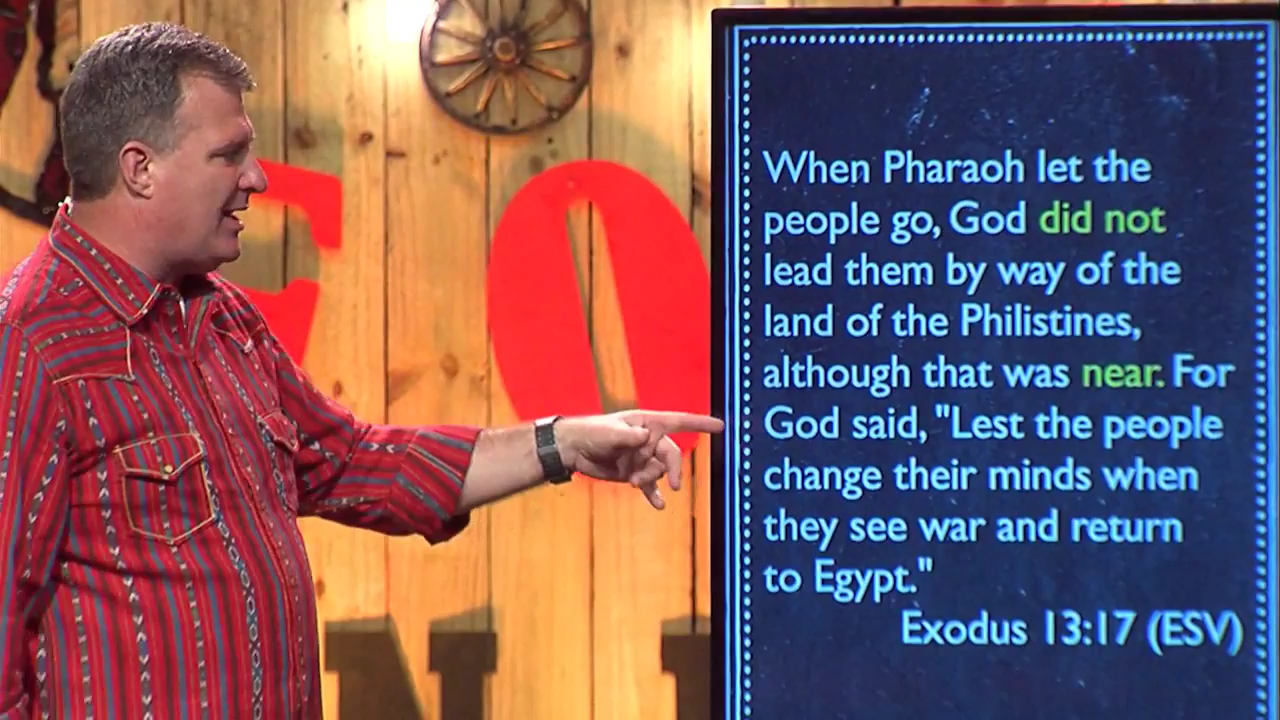 When Pharaoh let the
people go, God did not
lead them by way of the
land of the Philistines,
although that was near. For
God said, "Lest the people
change their minds when
they see war and return
to Egypt."
Exodus 13:17 (ESV)